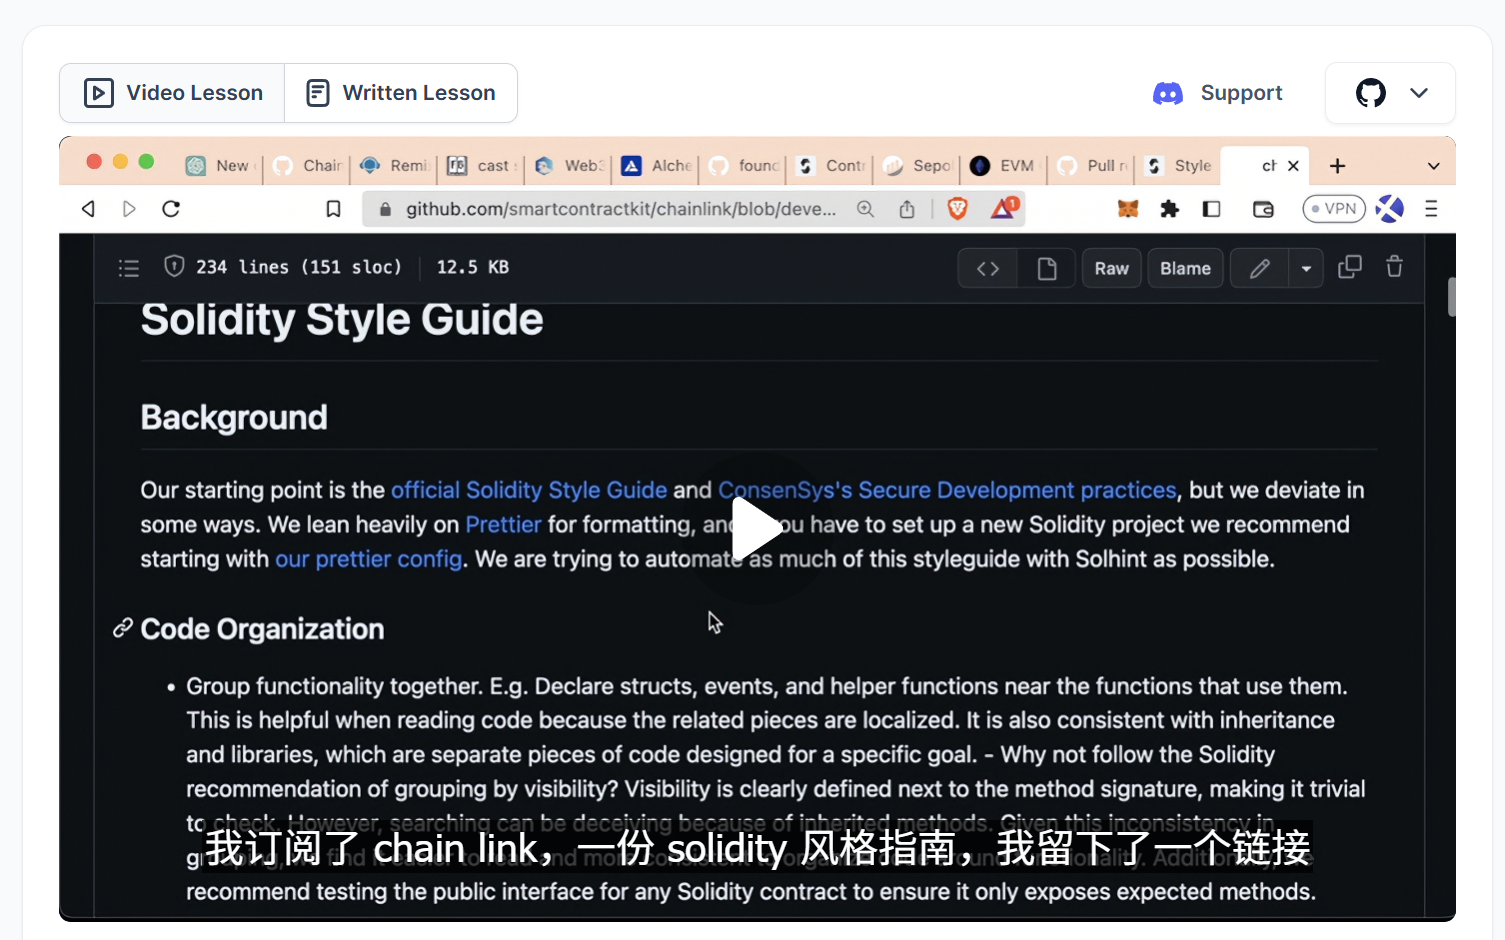 Video Lesson
Written Lesson
Support
New
Chain
Remi
cast
Web3
Alche
found
Contr
Sepol
EVM
Pull r
Style
ch
github.com/smartcontractkit/chainlink/blob/deve...
1
VPN
234 lines (151 sloc)
12.5 KB
Raw
Blame
Solidity Style Guide
Background
Our starting point is the official Solidity Style Guide and ConsenSys's Secure Development practices, but we deviate in
some ways. We lean heavily on Prettier for formatting, and you have to set up a new Solidity project we recommend
starting with our prettier config. We are trying to automate as much of this styleguide with Solhint as possible.
Code Organization
• Group functionality together. E.g. Declare structs, events, and helper functions near the functions that use them.
This is helpful when reading code because the related pieces are localized. It is also consistent with inheritance
and libraries, which are separate pieces of code designed for a specific goal. - Why not follow the Solidity
recommendation of grouping by visibility? Visibility is clearly defined next to the method signature, making it trivial
to check. However, searching can be deceiving because of inherited methods. Given this inconsistency in
我订阅了 chain link，一份 solidity 风格指南，我留下了一个链接
recommend testing the public interface for any Solidity contract to ensure it only exposes expected methods.